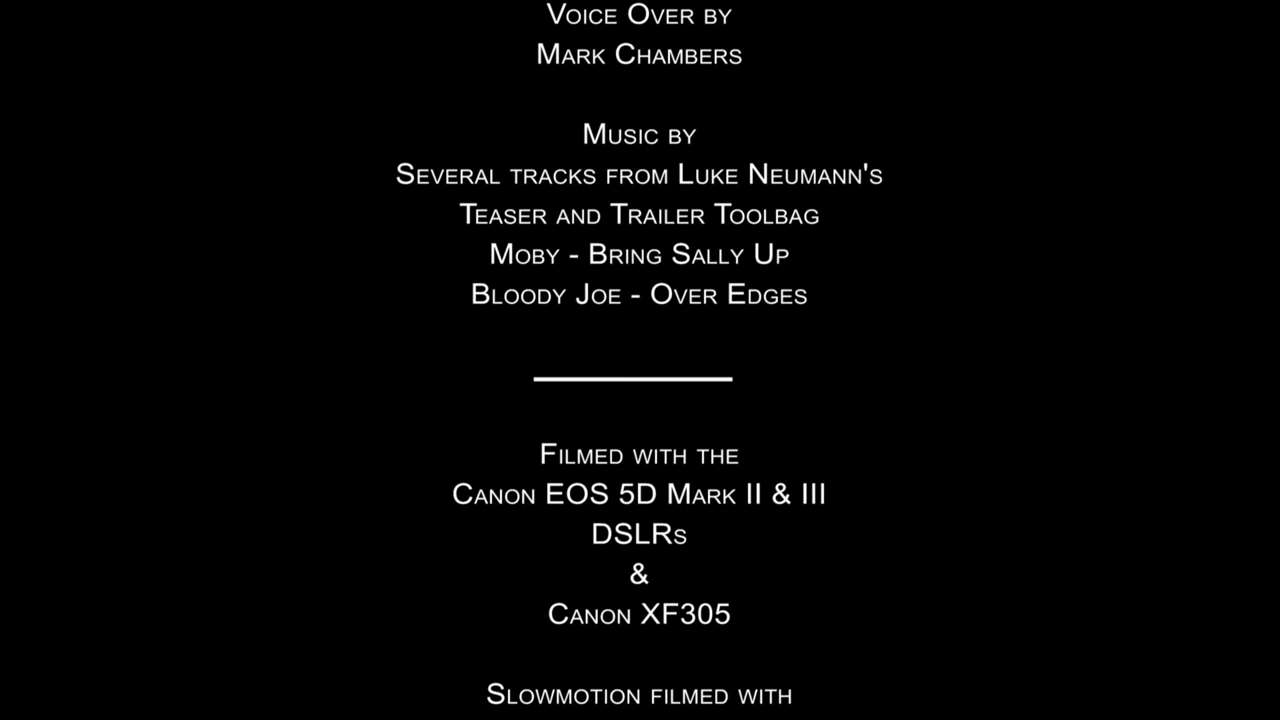 Voice Over by
Mark Chambers
Music by
Several tracks from Luke Neumann's
Teaser and Trailer Toolbag
Moby - Bring Sally Up
Bloody Joe - Over Edges
Filmed with the
Canon EOS 5D Mark II & III
DSLRs
&
Canon XF305
Slowmotion filmed with